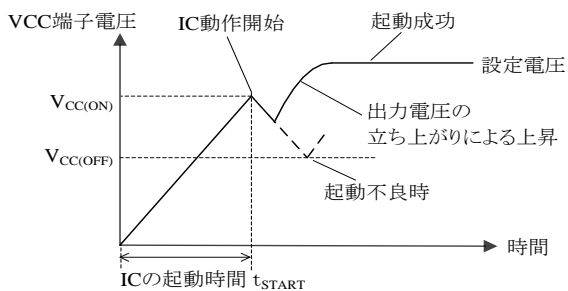 VCC端子電圧
IC動作開始
起動成功
設定電圧
VCC(ON)
出力電圧の
立ち上がりによる上昇
VCC(OFF)
起動不良時
時間
ICの起動時間 tSTART